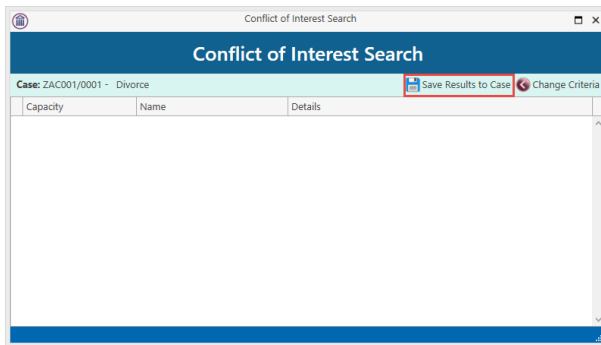 Conflict of Interest Search
Conflict of Interest Search
Case: ZAC001/0001 - Divorce Save Results to Case Change Criteria
Capacity Name Details